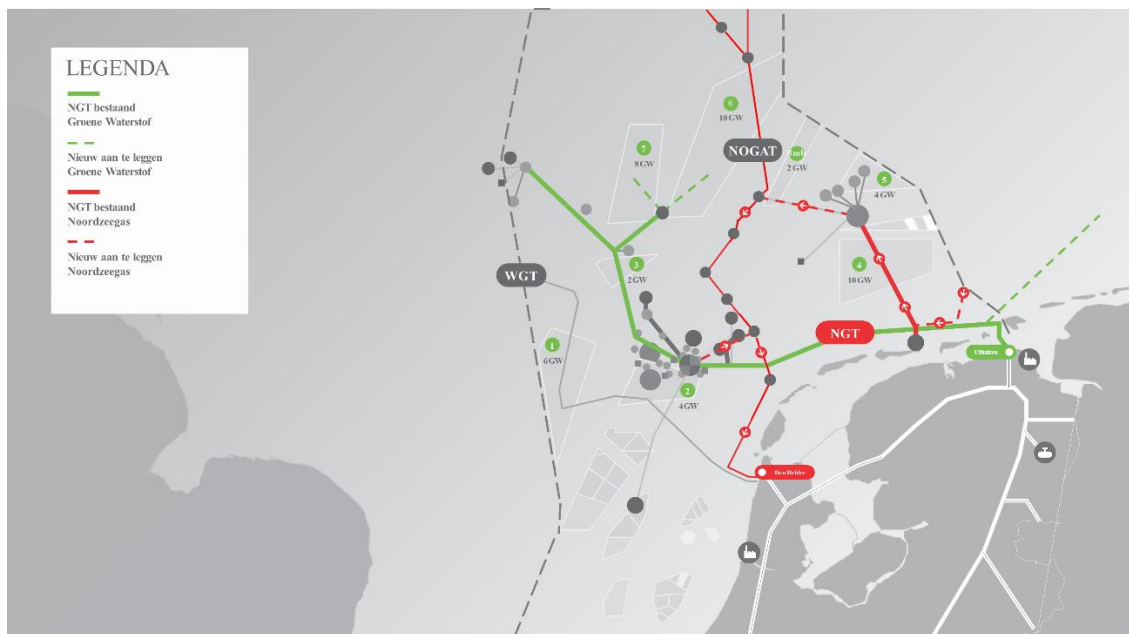 LEGENDA
NGT bestaand
Groene Waterstof
Nieuw aan te leggen
Groene Waterstof
NGT bestaand
Noordzeegas
Nieuw aan te leggen
Noordzeegas
6
10 GW
7
8 GW
NOGAT
2 GW
5
4 GW
3
2 GW
4
10 GW
WGT
NGT
1
6 GW
2
4 GW
Uithuizen
Den Helder